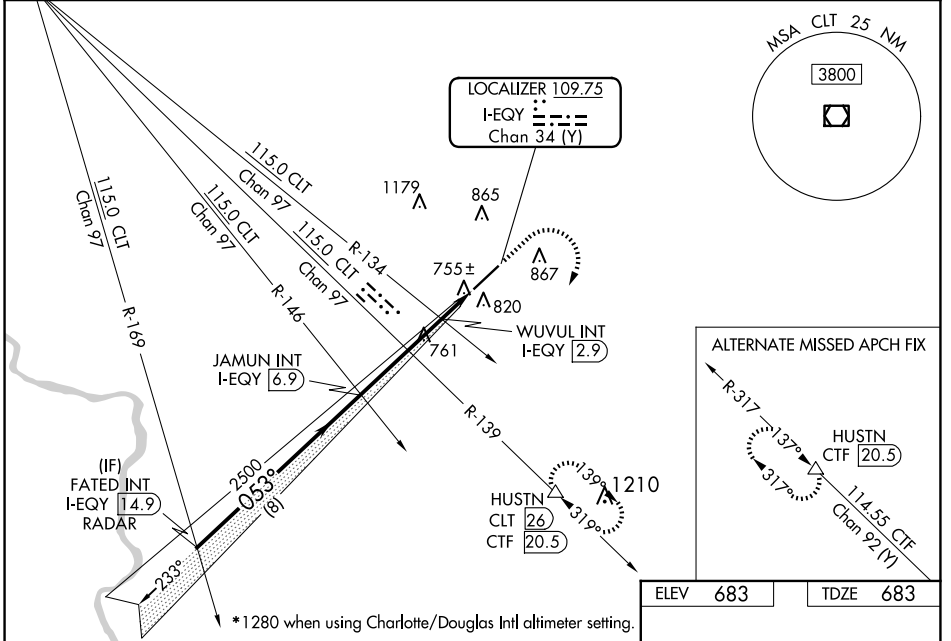 MSA CLT 25 NM
3800
LOCALIZER 109.75
I-EQY
Chan 34 (Y)
115.0 CLT
Chan 97
R-134
115.0 CLT
Chan 97
R-139
115.0 CLT
Chan 97
R-146
115.0 CLT
Chan 97
R-169
1179
865
867
755±
820
761
WUVUL INT
I-EQY 2.9
JAMUN INT
I-EQY 6.9
(IF)
FATED INT
I-EQY 14.9
RADAR
2500
053°
(8)
233°
HUSTN
CLT 26
CTF 20.5
139°
319°
1210
ALTERNATE MISSED APCH FIX
R-317
137°
317°
HUSTN
CTF 20.5
114.55 CTF
Chan 92 (Y)
*1280 when using Charlotte/Douglas Intl altimeter setting.
ELEV 683
TDZE 683